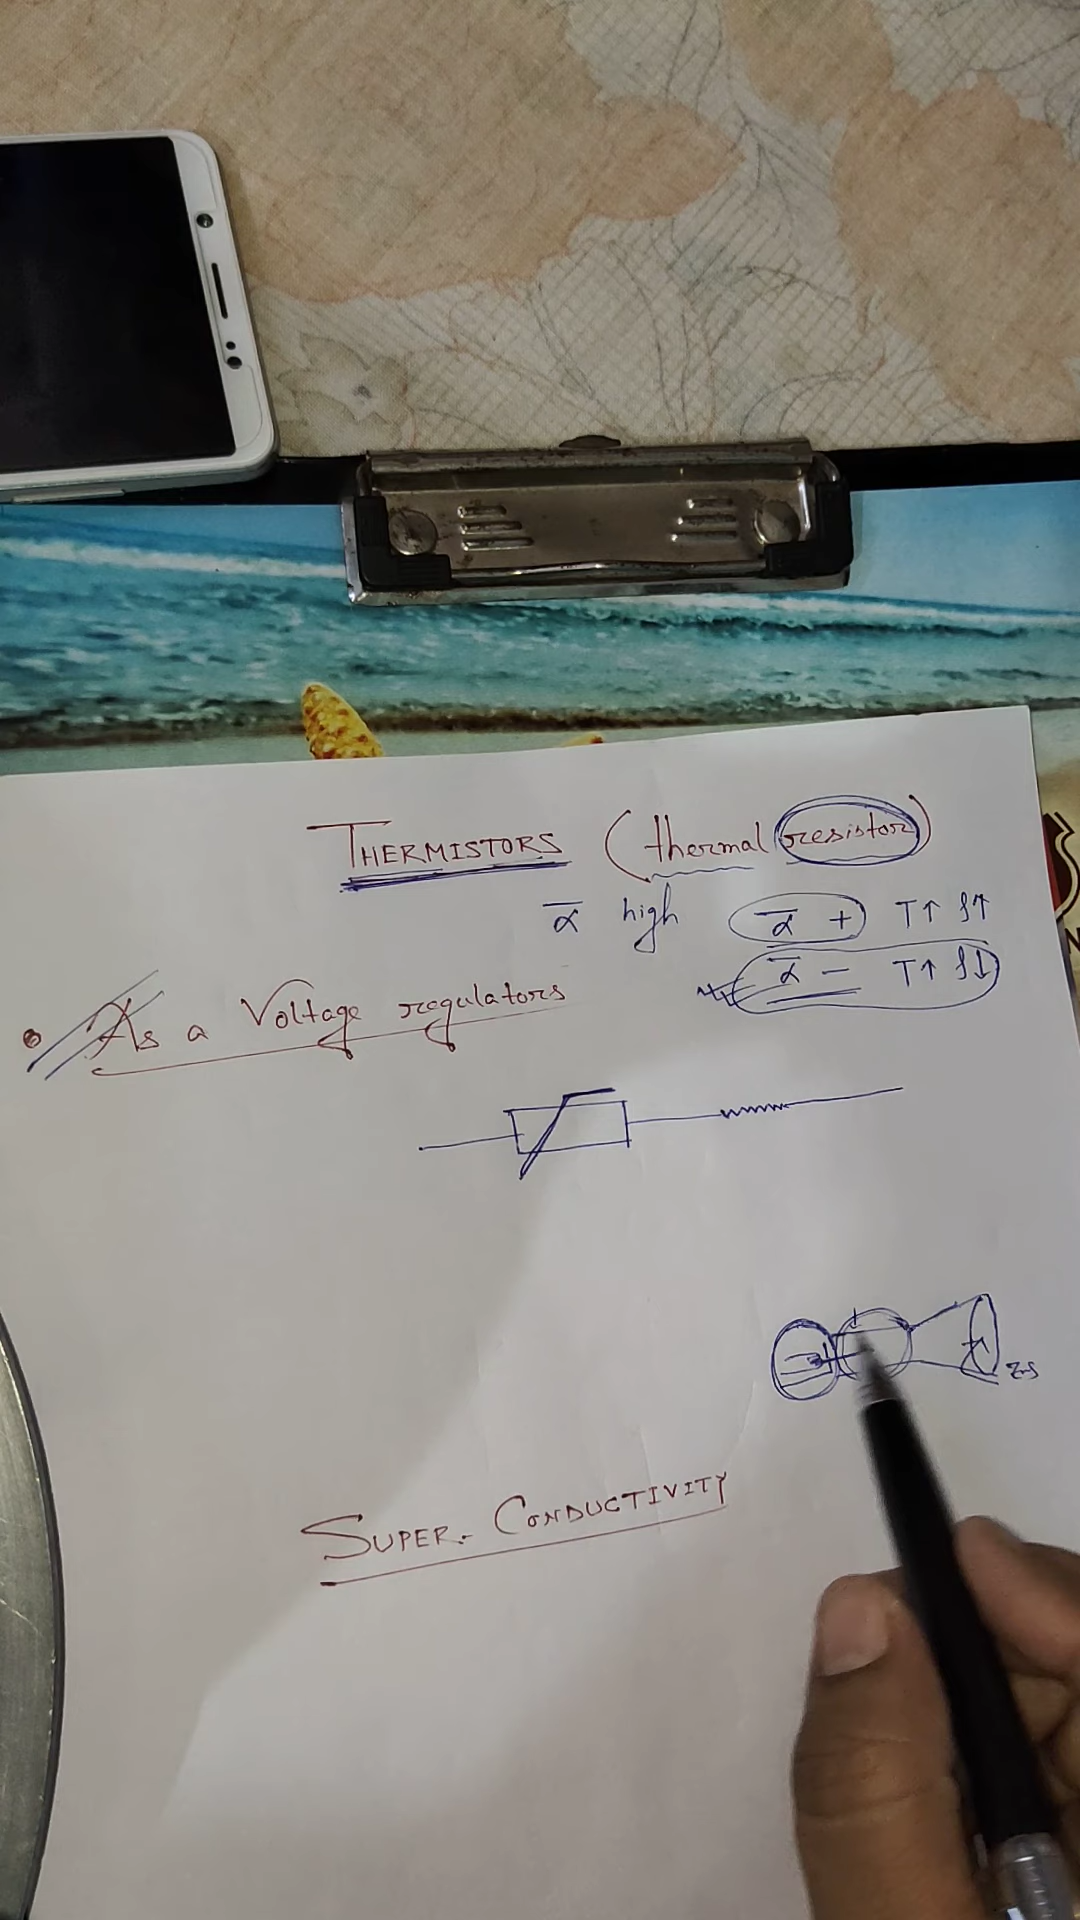 THERMISTORS (thermal resistor)
α high α + T↑ ρ↑
α − T↑ ρ↓
• As a Voltage regulators
SUPER-CONDUCTIVITY